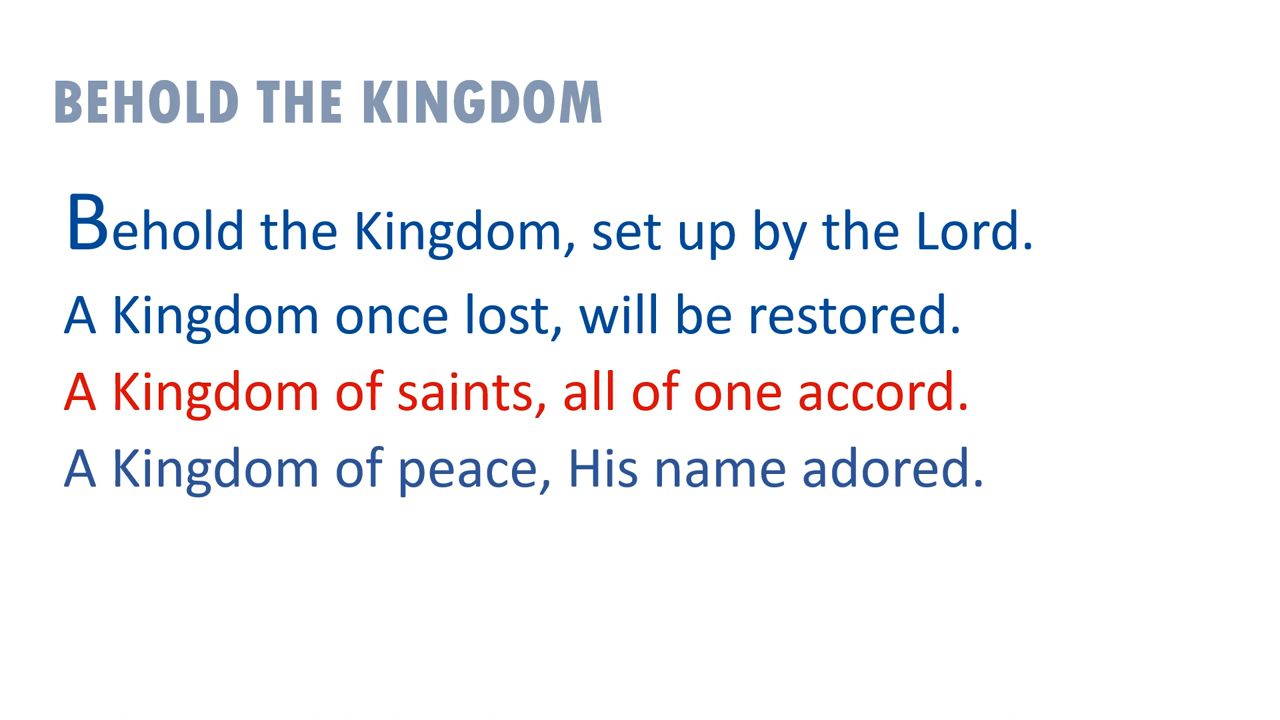 BEHOLD THE KINGDOM
Behold the Kingdom, set up by the Lord.
A Kingdom once lost, will be restored.
A Kingdom of saints, all of one accord.
A Kingdom of peace, His name adored.